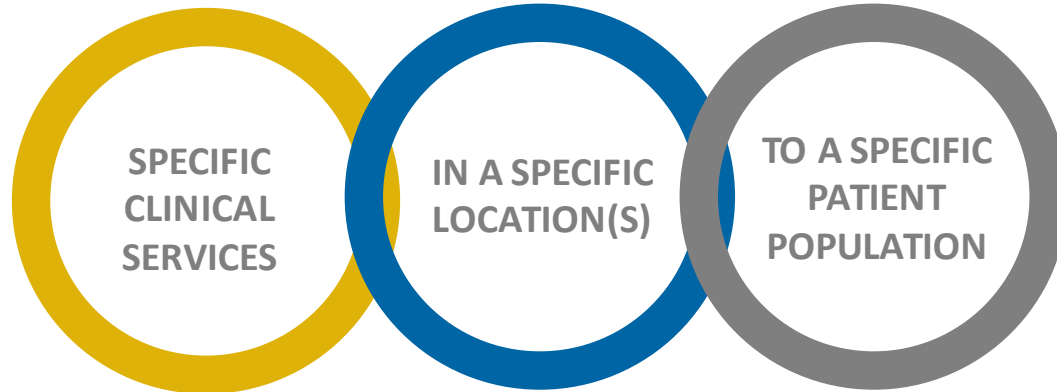 SPECIFIC
CLINICAL
SERVICES
IN A SPECIFIC
LOCATION(S)
TO A SPECIFIC
PATIENT
POPULATION